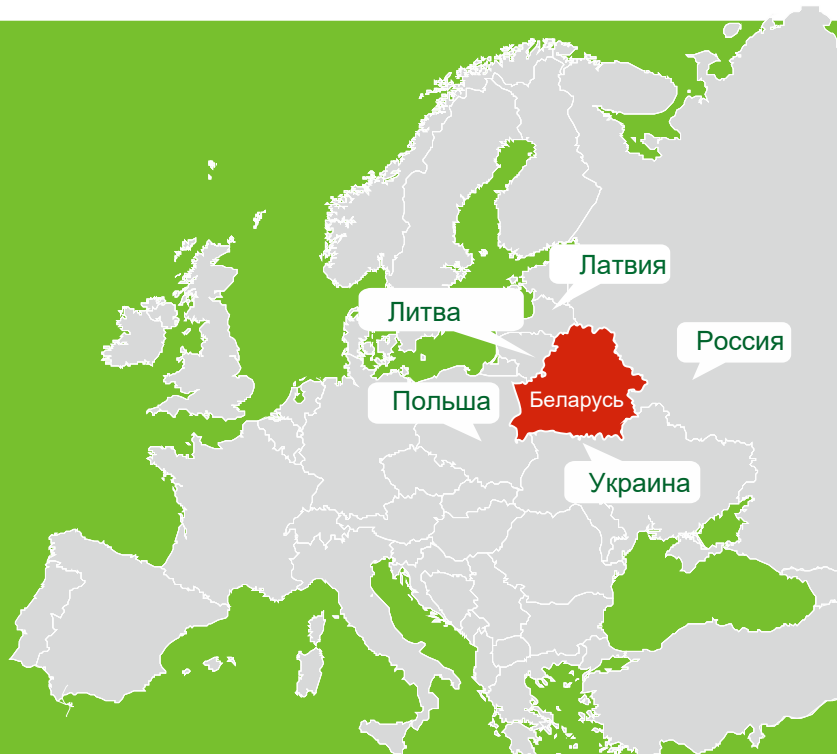 Латвия
Литва
Россия
Польша
Беларусь
Украина